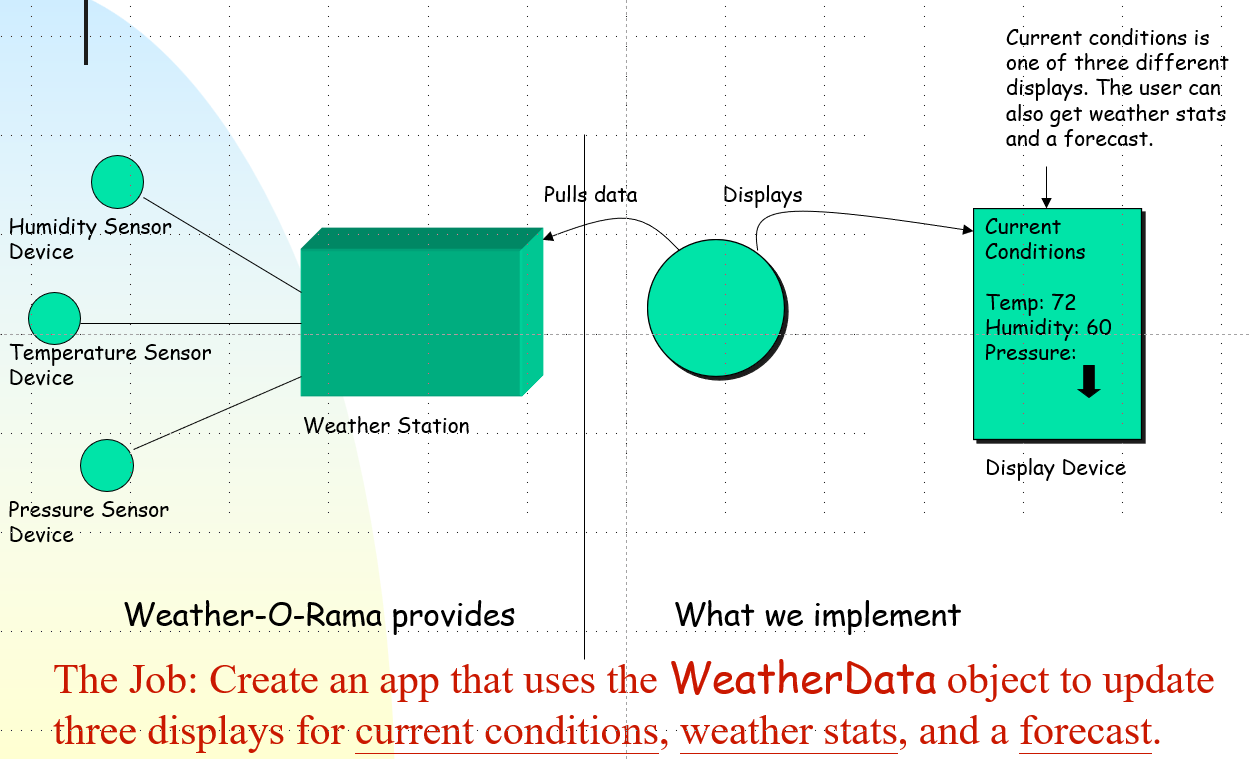 Current conditions is
one of three different
displays. The user can
also get weather stats
and a forecast.
Pulls data
Displays
Humidity Sensor
Device
Current
Conditions
Temp: 72
Humidity: 60
Pressure:
Temperature Sensor
Device
Weather Station
Display Device
Pressure Sensor
Device
Weather-O-Rama provides
What we implement
The Job: Create an app that uses the WeatherData object to update
three displays for current conditions, weather stats, and a forecast.